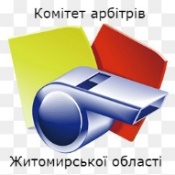 Комітет арбітрів
Житомирської області